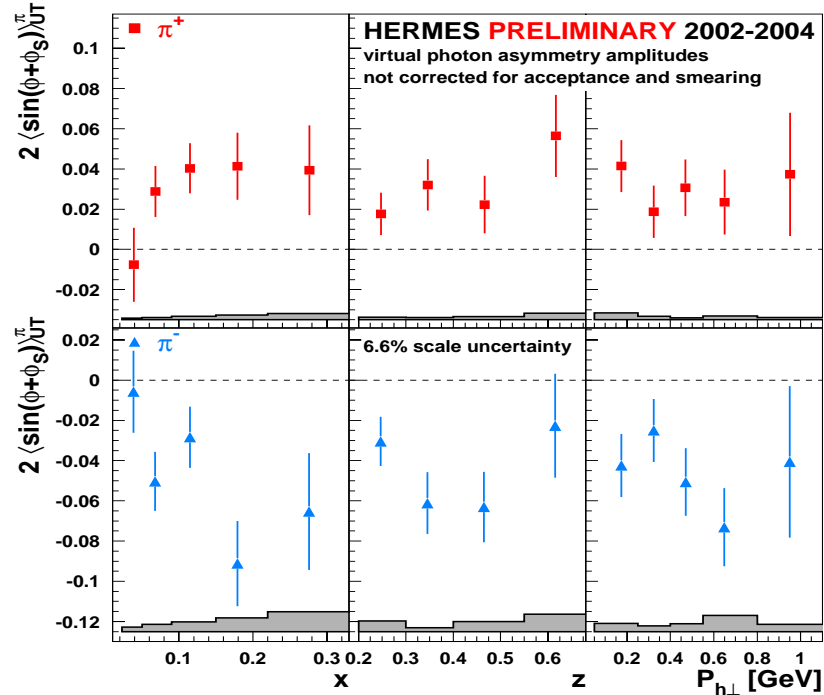 π+ HERMES PRELIMINARY 2002-2004
virtual photon asymmetry amplitudes
not corrected for acceptance and smearing
2 ⟨sin(ϕ+ϕS)⟩πUT
0.1
0.08
0.06
0.04
0.02
0
-0.02
π- 6.6% scale uncertainty
2 ⟨sin(ϕ+ϕS)⟩πUT
0.02
0
-0.02
-0.04
-0.06
-0.08
-0.1
-0.12
0.1 0.2 0.3 0.2 0.3 0.4 0.5 0.6 0.2 0.4 0.6 0.8 1
x z Ph⊥ [GeV]